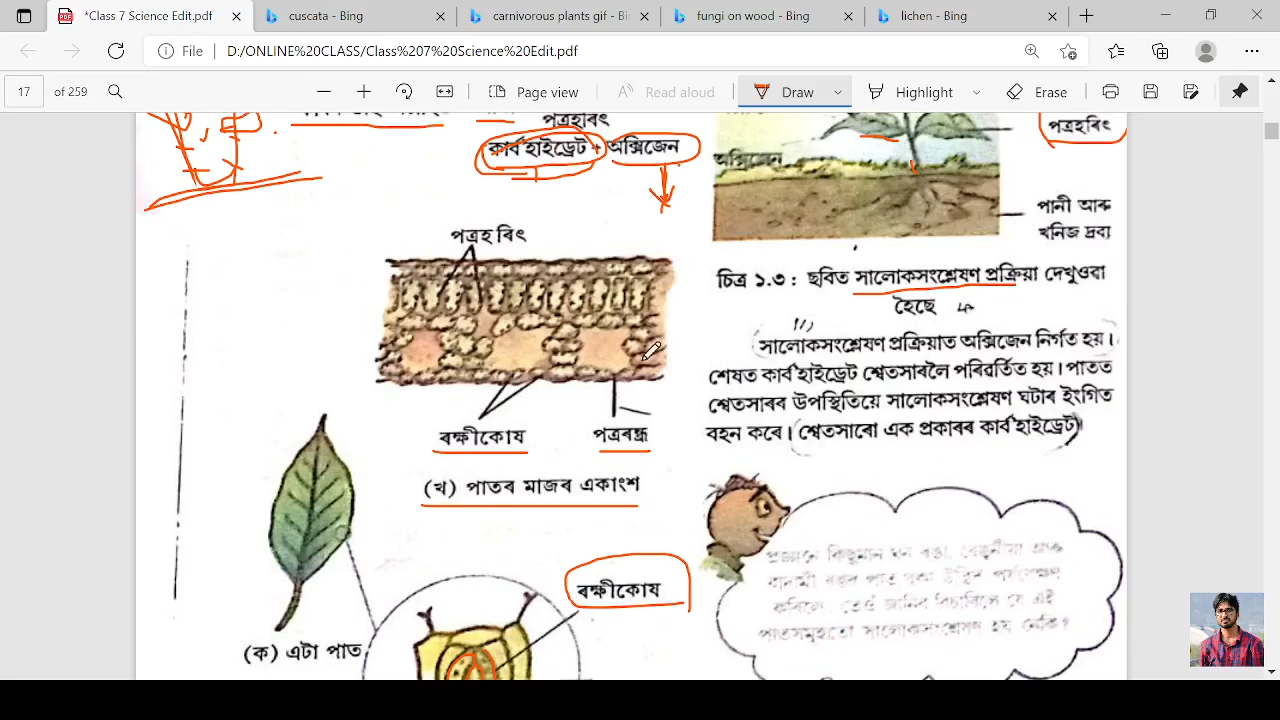 *Class 7 Science Edit.pdf
cuscata - Bing
carnivorous plants gif - Bin
fungi on wood - Bing
lichen - Bing
File
D:/ONLINE%20CLASS/Class%207%20Science%20Edit.pdf
17 of 259
Page view
Read aloud
Draw
Highlight
Erase
পত্ৰহৰিৎ
কাৰ্বহাইড্ৰেট + অক্সিজেন
পত্ৰহৰিৎ
অক্সিজেন
পানী আৰু
খনিজ দ্ৰব্য
চিত্ৰ ১.৩ : ছবিত সালোকসংশ্লেষণ প্ৰক্ৰিয়া দেখুওৱা
হৈছে
পত্ৰহৰিৎ
ৰক্ষীকোষ
পত্ৰৰন্ধ্ৰ
(খ) পাতৰ মাজৰ একাংশ
সালোকসংশ্লেষণ প্ৰক্ৰিয়াত অক্সিজেন নিৰ্গত হয়।
শেষত কাৰ্বহাইড্ৰেট শ্বেতসাৰলৈ পৰিৱৰ্তিত হয়। পাতত
শ্বেতসাৰৰ উপস্থিতিয়ে সালোকসংশ্লেষণ ঘটাৰ ইংগিত
বহন কৰে। (শ্বেতসাৰো এক প্ৰকাৰৰ কাৰ্বহাইড্ৰেট)
ৰক্ষীকোষ
(ক) এটা পাত